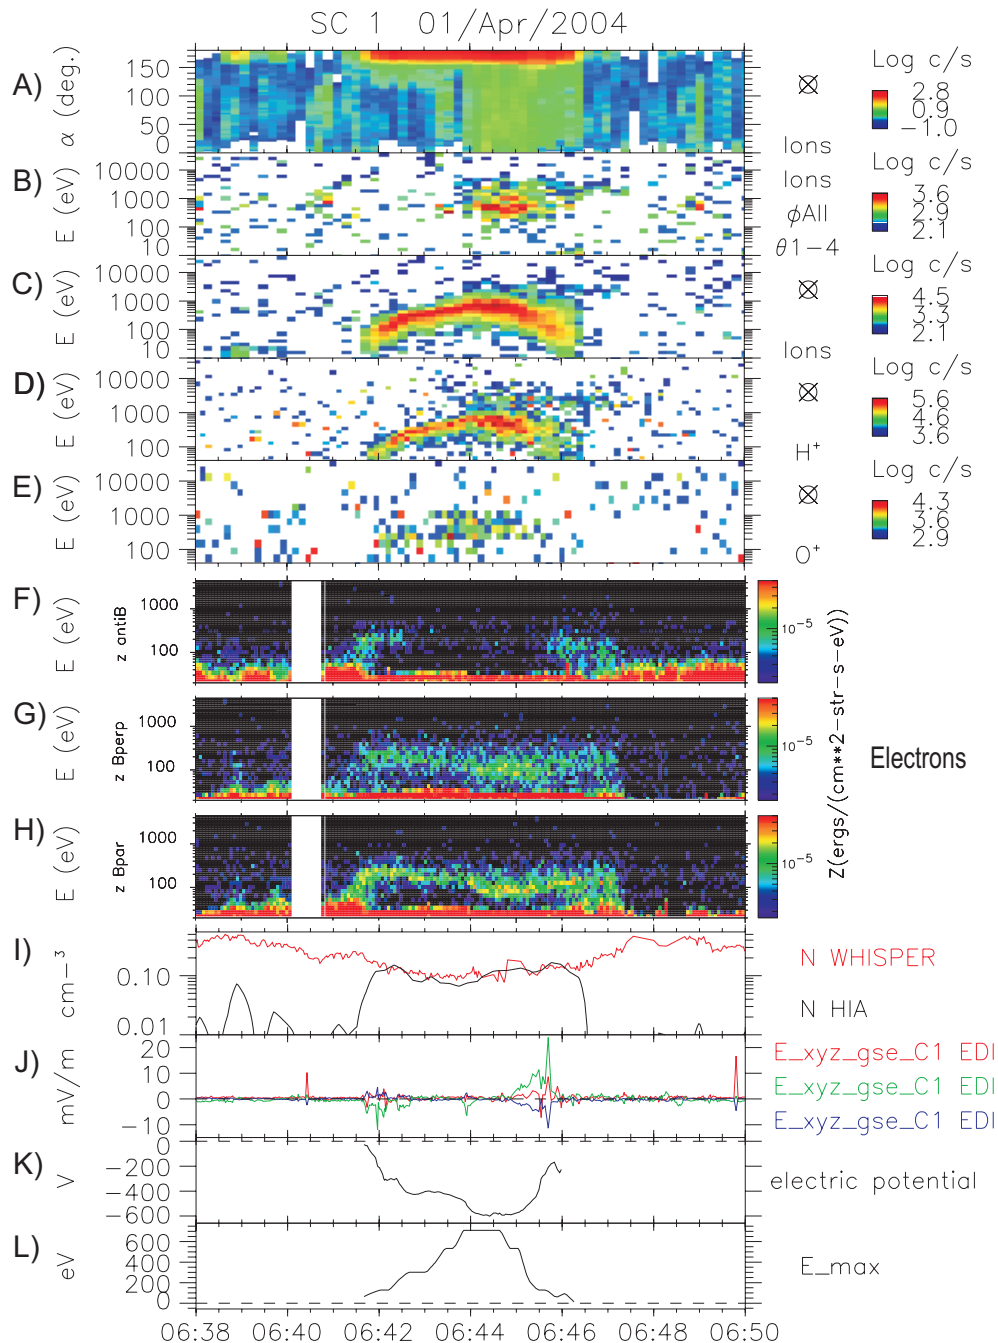 SC 1 01/Apr/2004
A)
α (deg.)
150
100
50
0
Ions
Log c/s
2.8
0.9
−1.0
B)
E (eV)
10000
1000
100
10
Ions
φAll
θ1−4
Log c/s
3.6
2.9
2.1
C)
E (eV)
10000
1000
100
10
Ions
Log c/s
4.5
3.3
2.1
D)
E (eV)
10000
1000
100
H+
Log c/s
5.6
4.6
3.6
E)
E (eV)
10000
1000
100
O+
Log c/s
4.3
3.6
2.9
F)
E (eV)
z antiB
1000
100
10−5
G)
E (eV)
z Bperp
1000
100
10−5
Electrons
H)
E (eV)
z Bpar
1000
100
10−5
Z(ergs/(cm**2−str−s−eV))
I)
cm−3
0.10
0.01
N WHISPER
N HIA
J)
mV/m
20
10
0
−10
E_xyz_gse_C1 EDI
E_xyz_gse_C1 EDI
E_xyz_gse_C1 EDI
K)
V
0
−200
−400
−600
electric potential
L)
eV
600
400
200
0
E_max
06:38 06:40 06:42 06:44 06:46 06:48 06:50